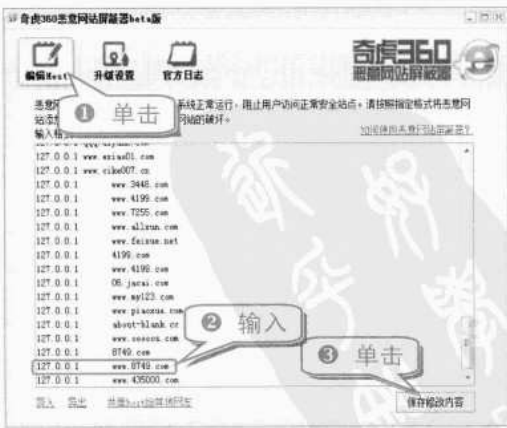 奇虎360恶意网站屏蔽器beta版
编辑Host
升级设置
官方日志
奇虎360
恶意网站屏蔽器
❶ 单击
系统正常运行，阻止用户访问正常安全站点。请按照指定格式将恶意网
站添
网站的破坏。
输入格
如何使用恶意网站屏蔽器?
127.0.0.1 www.
127.0.0.1 www.cike007.cn
127.0.0.1 www.3448.com
127.0.0.1 www.4199.com
127.0.0.1 www.7255.com
127.0.0.1 www.allxun.com
127.0.0.1 www.feixue.net
127.0.0.1 4199.com
127.0.0.1 www.4199.com
127.0.0.1 06.jacai.com
127.0.0.1 www.my123.com
127.0.0.1 www.piaoxue.com
127.0.0.1 about-blank.cc
127.0.0.1
127.0.0.1 8749.com
127.0.0.1 www.8749.com
127.0.0.1 www.435000.com
❷ 输入
❸ 单击
导入 导出
保存修改内容